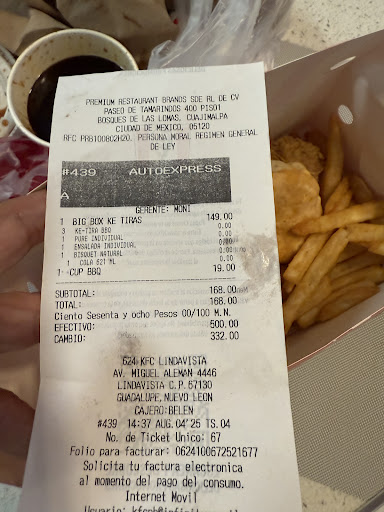 PREMIUM RESTAURANT BRANDS SDE RL DE CV
PASEO DE TAMARINDOS 400 PISO1
BOSQUES DE LAS LOMAS, CUAJIMALPA
CIUDAD DE MEXICO, 05120
RFC PRB100802H20. PERSONA MORAL REGIMEN GENERAL
DE LEY
#439 AUTOEXPRESS
A
GERENTE: MONI
1 BIG BOX KE TIRAS 149.00
3 KE-TIRA BBQ 0.00
1 PURE INDIVIDUAL 0.00
1 ENSALADA INDIVIDUAL 0.00
1 BISQUET NATURAL 0.00
1 COLA 621 ML 0.00
1 CUP BBQ 19.00
SUBTOTAL: 168.00
TOTAL: 168.00
Ciento Sesenta y ocho Pesos 00/100 M.N.
EFECTIVO: 500.00
CAMBIO: 332.00
624 KFC LINDAVISTA
AV. MIGUEL ALEMAN 4446
LINDAVISTA C.P.67130
GUADALUPE, NUEVO LEON
CAJERO:BELEN
#439 14:37 AUG.04'25 TS.04
No. de Ticket Unico: 67
Folio para facturar: 0624100672521677
Solicita tu factura electronica
al momento del pago del consumo.
Internet Movil